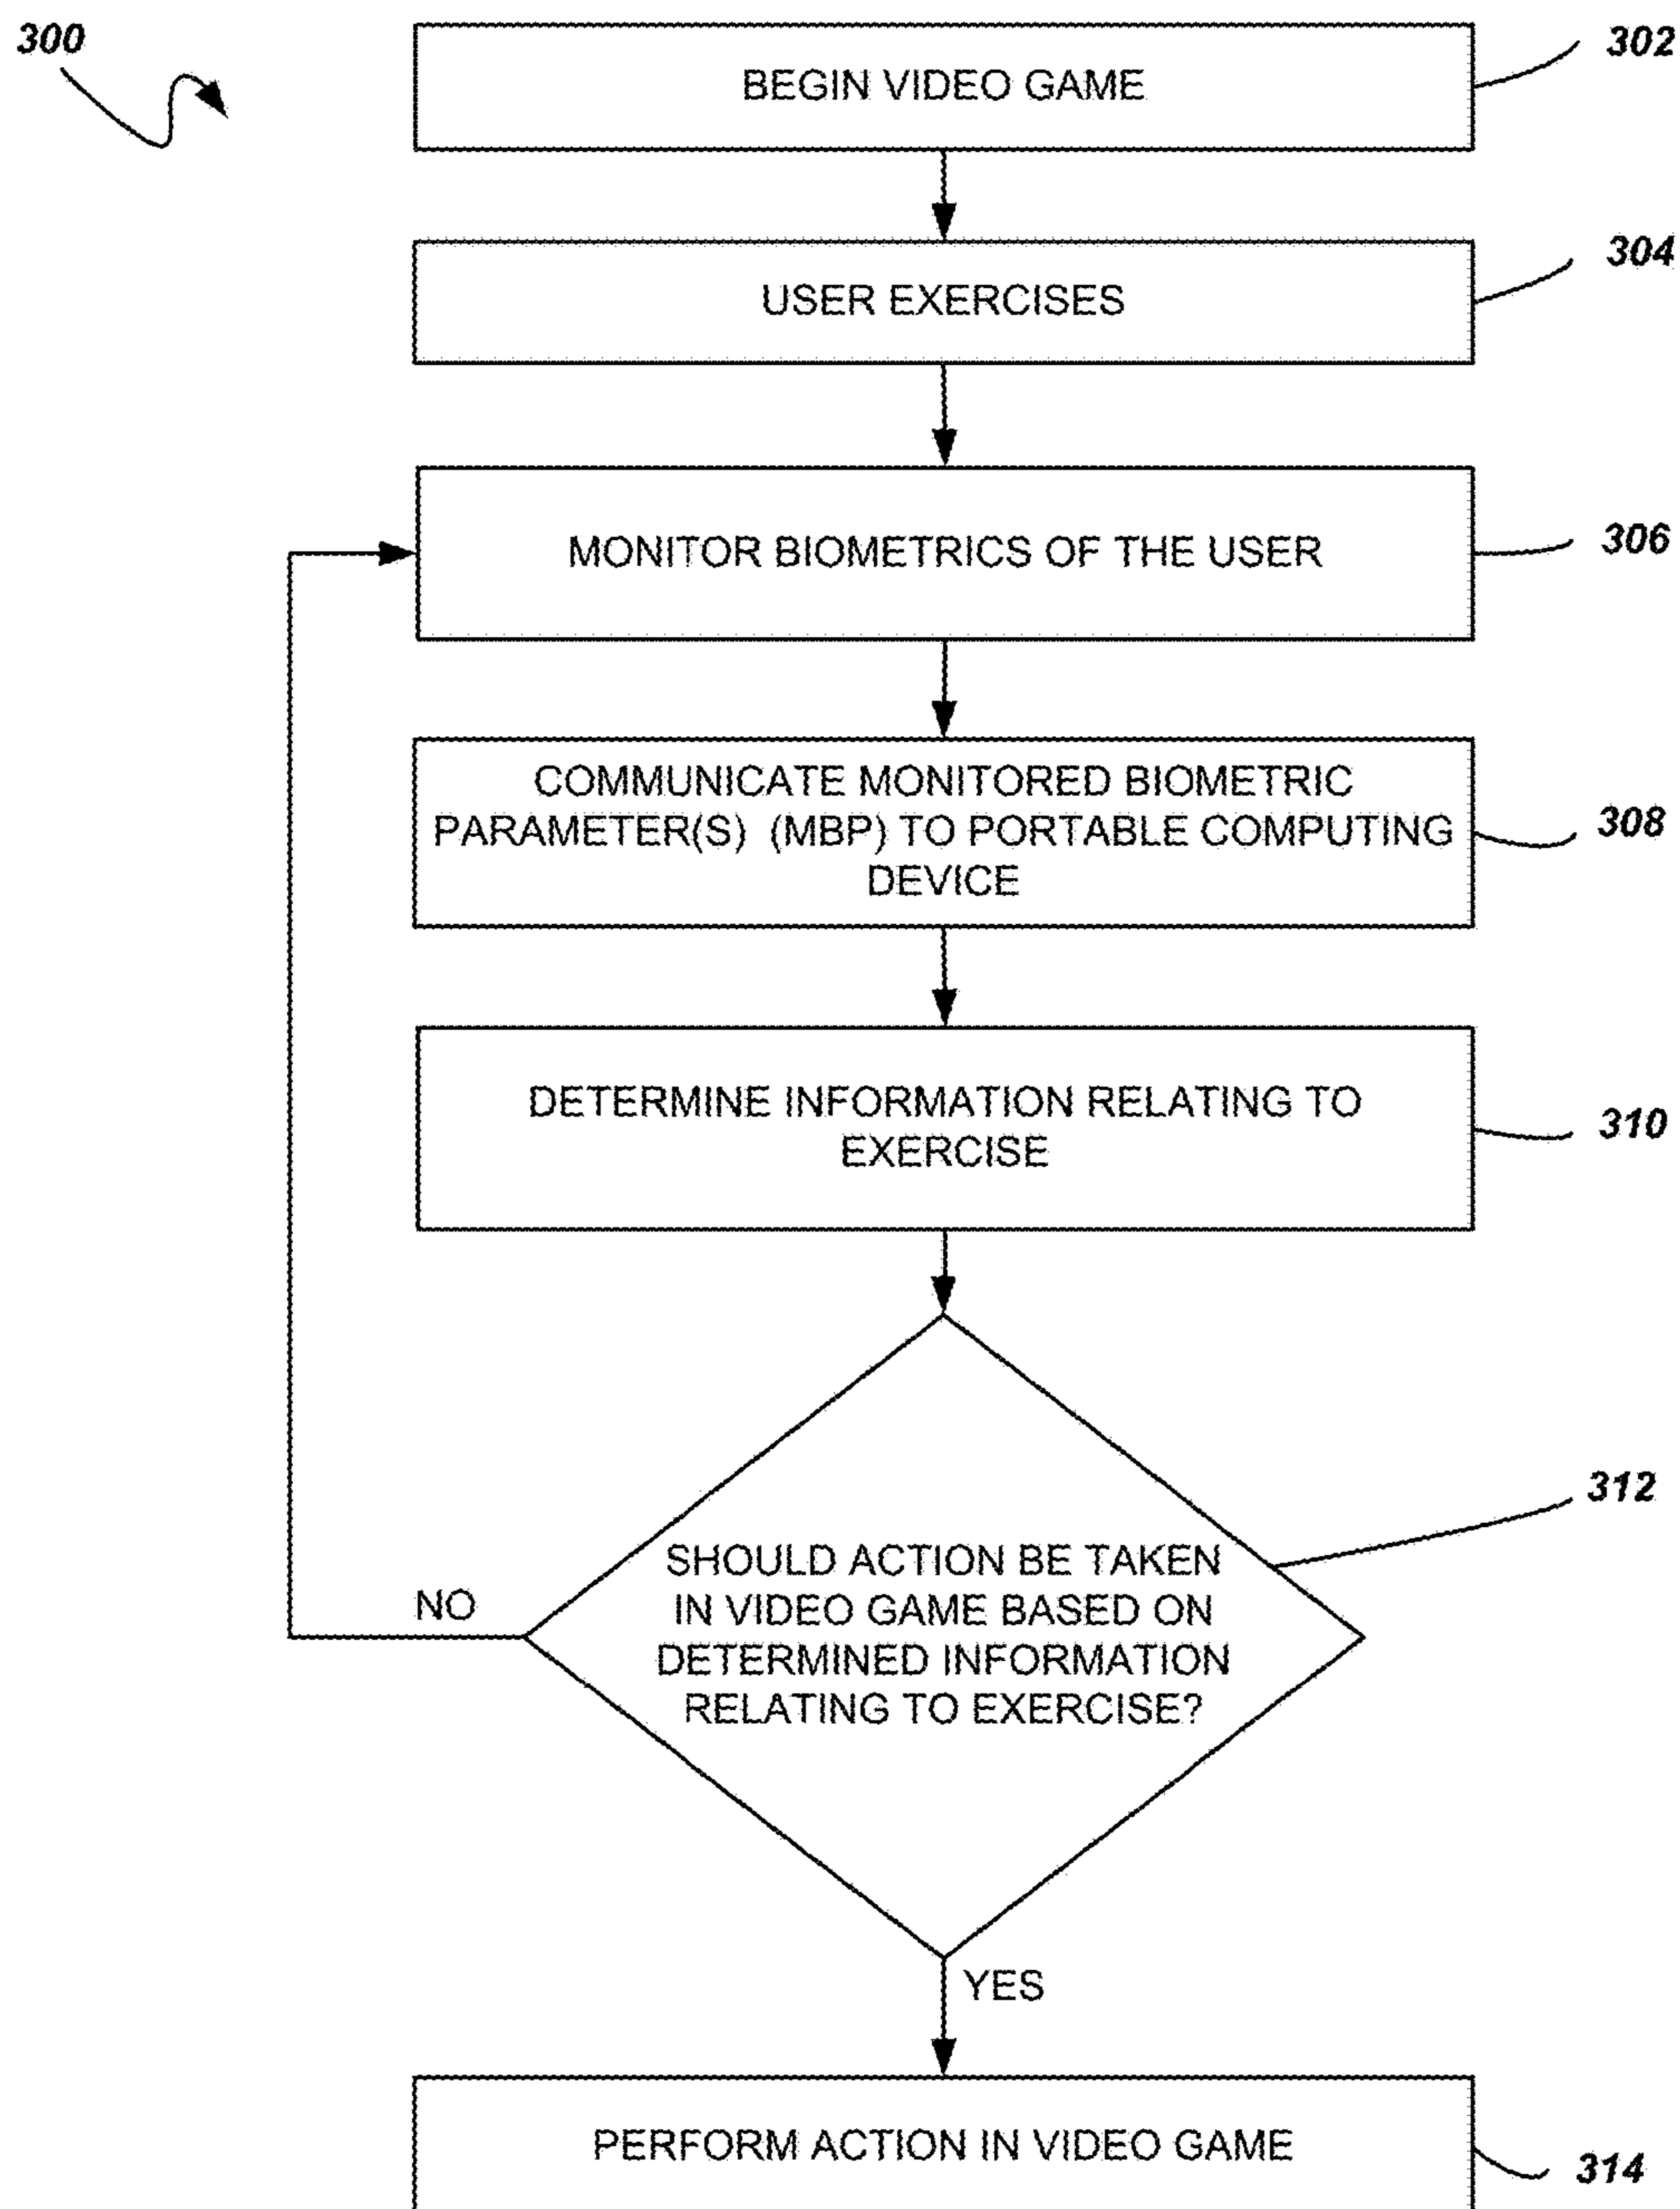 300
BEGIN VIDEO GAME
302
USER EXERCISES
304
MONITOR BIOMETRICS OF THE USER
306
COMMUNICATE MONITORED BIOMETRIC
PARAMETER(S) (MBP) TO PORTABLE COMPUTING
DEVICE
308
DETERMINE INFORMATION RELATING TO
EXERCISE
310
312
SHOULD ACTION BE TAKEN
IN VIDEO GAME BASED ON
DETERMINED INFORMATION
RELATING TO EXERCISE?
NO
YES
PERFORM ACTION IN VIDEO GAME
314